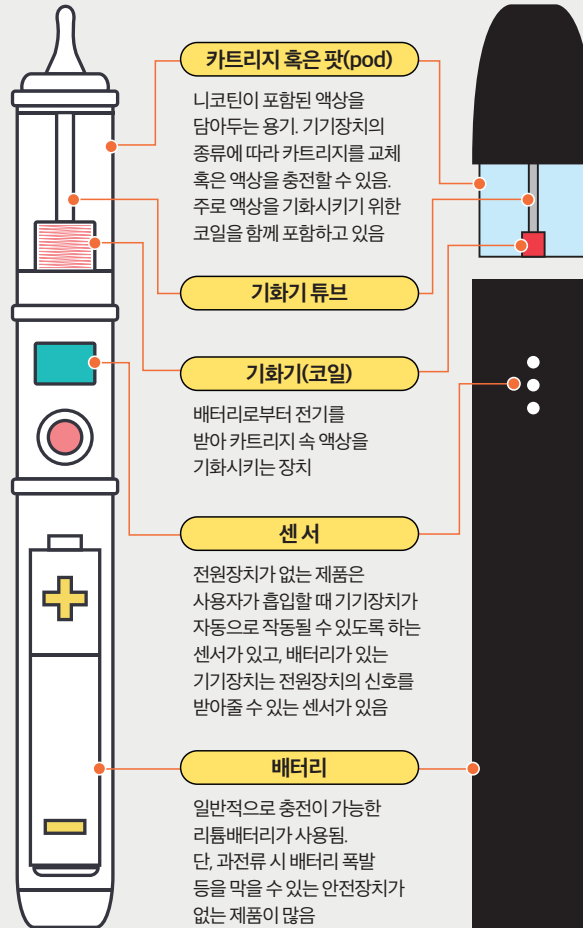 카트리지 혹은 팟(pod)
니코틴이 포함된 액상을
담아두는 용기. 기기장치의
종류에 따라 카트리지를 교체
혹은 액상을 충전할 수 있음.
주로 액상을 기화시키기 위한
코일을 함께 포함하고 있음
기화기 튜브
기화기(코일)
배터리로부터 전기를
받아 카트리지 속 액상을
기화시키는 장치
센서
전원장치가 없는 제품은
사용자가 흡입할 때 기기장치가
자동으로 작동될 수 있도록 하는
센서가 있고, 배터리가 있는
기기장치는 전원장치의 신호를
받아줄 수 있는 센서가 있음
배터리
일반적으로 충전이 가능한
리튬배터리가 사용됨.
단, 과전류 시 배터리 폭발
등을 막을 수 있는 안전장치가
없는 제품이 많음